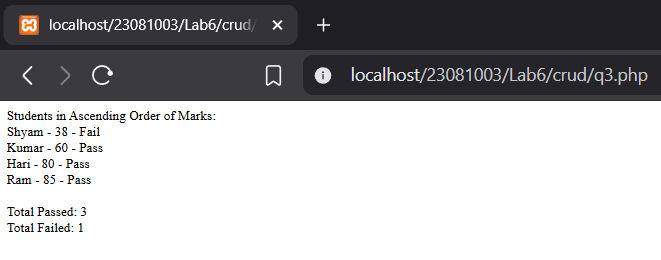 localhost/23081003/Lab6/crud/
localhost/23081003/Lab6/crud/q3.php
Students in Ascending Order of Marks:
Shyam - 38 - Fail
Kumar - 60 - Pass
Hari - 80 - Pass
Ram - 85 - Pass
Total Passed: 3
Total Failed: 1